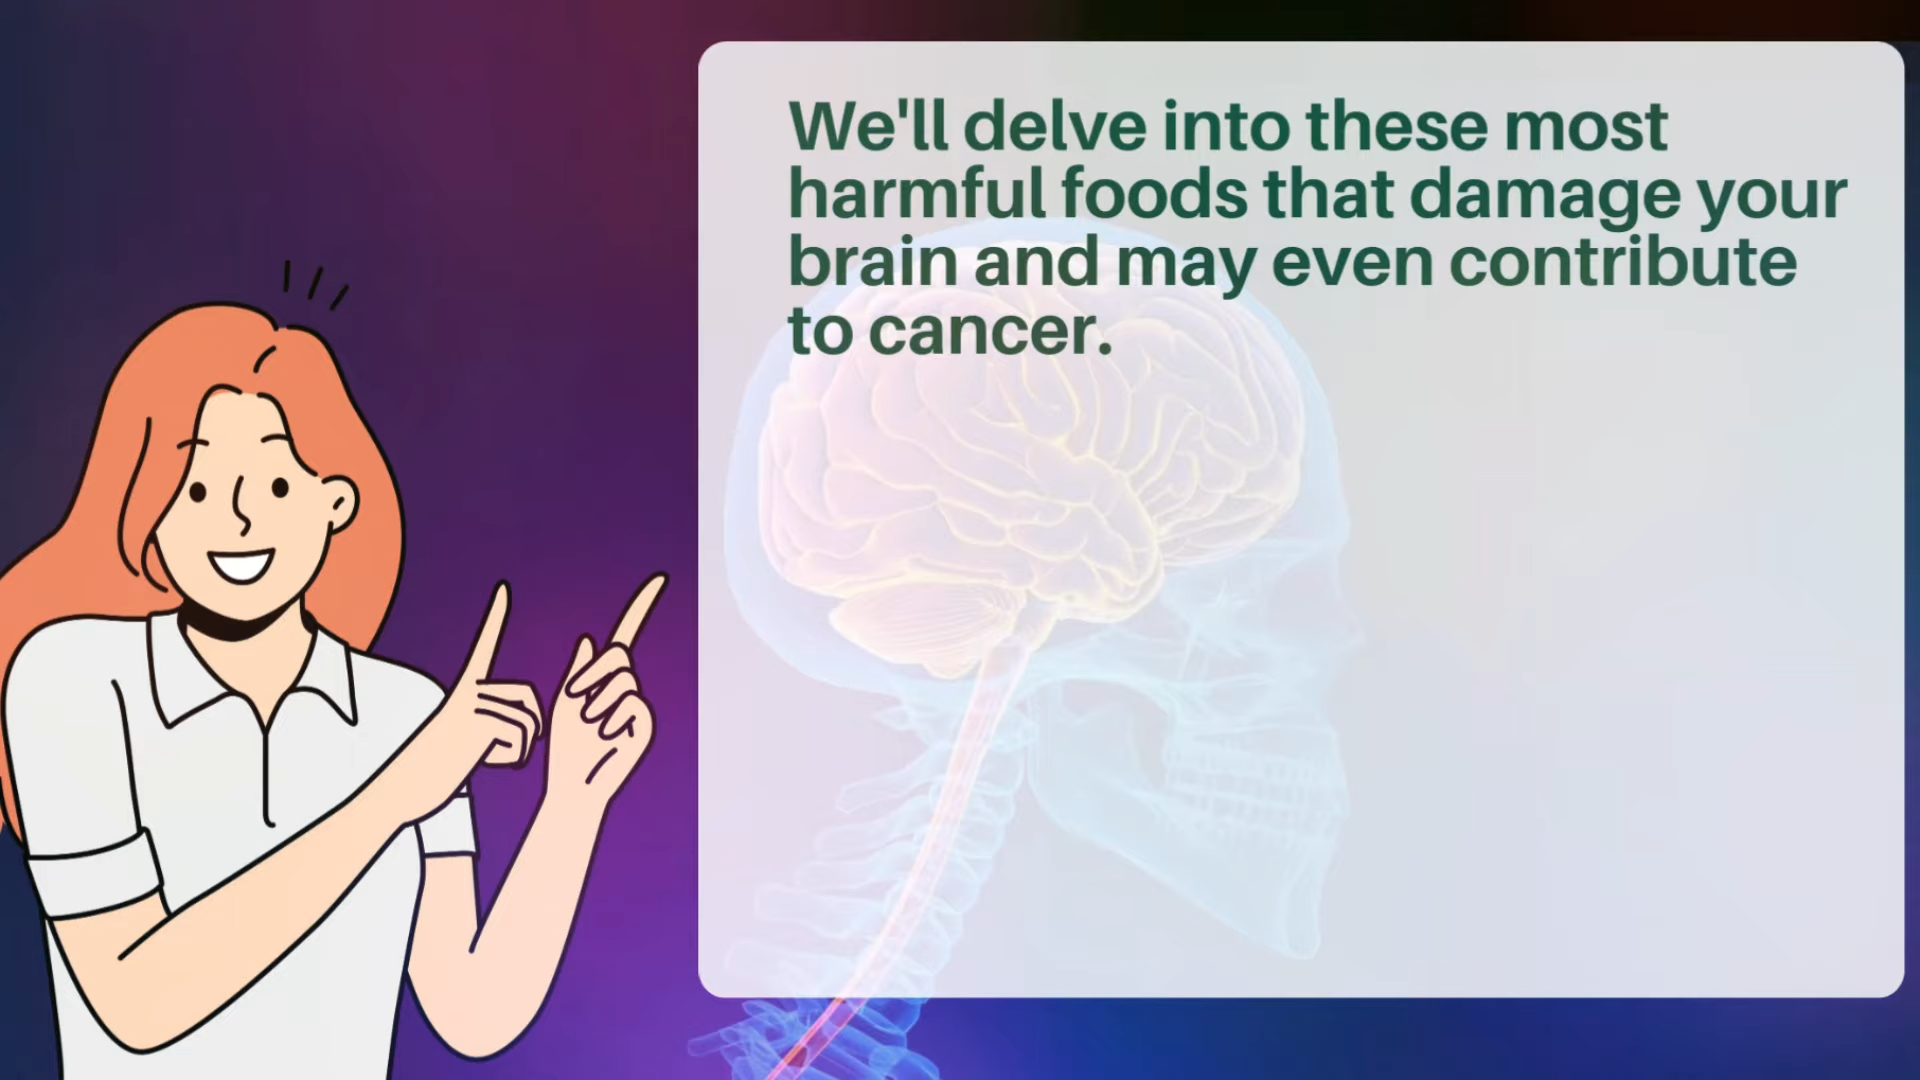 We'll delve into these most
harmful foods that damage your
brain and may even contribute
to cancer.